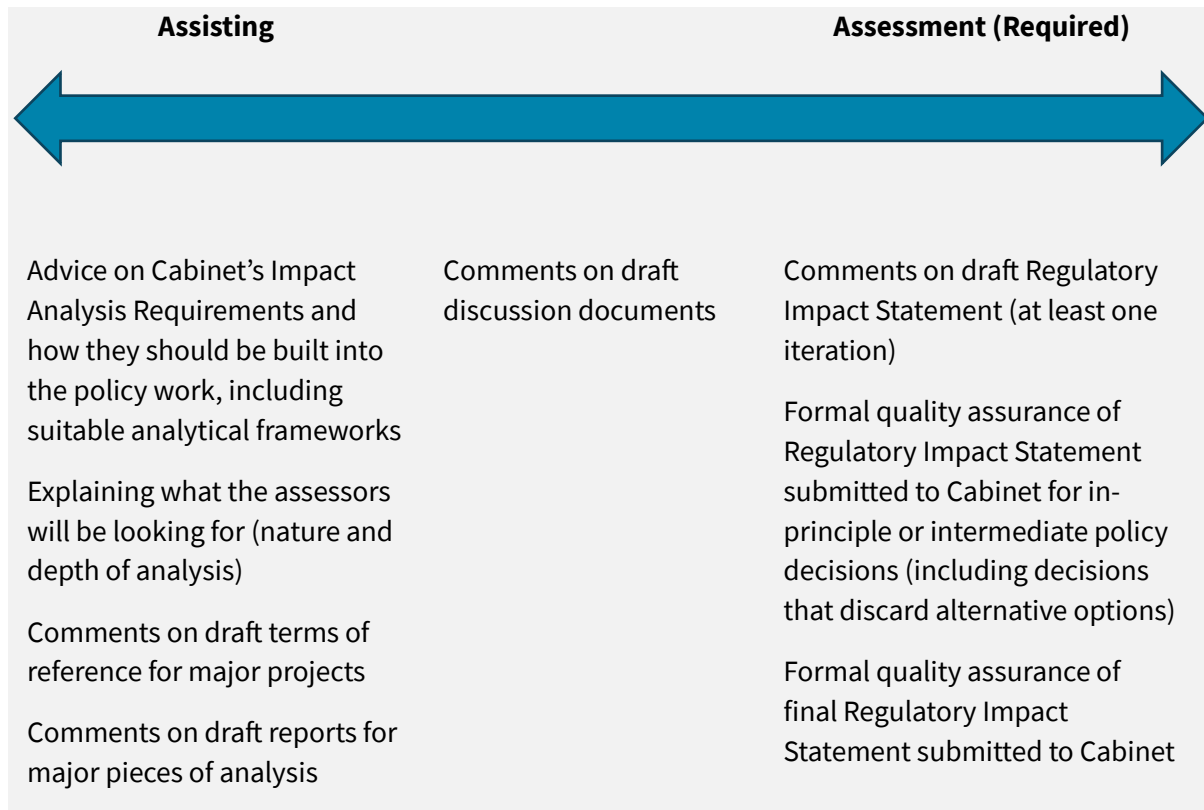 Assisting
Assessment (Required)
Advice on Cabinet's Impact
Analysis Requirements and
how they should be built into
the policy work, including
suitable analytical frameworks
Explaining what the assessors
will be looking for (nature and
depth of analysis)
Comments on draft terms of
reference for major projects
Comments on draft reports for
major pieces of analysis
Comments on draft
discussion documents
Comments on draft Regulatory
Impact Statement (at least one
iteration)
Formal quality assurance of
Regulatory Impact Statement
submitted to Cabinet for in-
principle or intermediate policy
decisions (including decisions
that discard alternative options)
Formal quality assurance of
final Regulatory Impact
Statement submitted to Cabinet